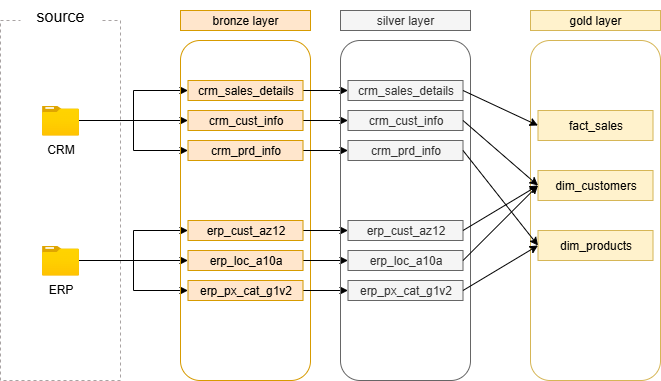 source
bronze layer
silver layer
gold layer
CRM
crm_sales_details
crm_cust_info
crm_prd_info
ERP
erp_cust_az12
erp_loc_a10a
erp_px_cat_g1v2
crm_sales_details
crm_cust_info
crm_prd_info
erp_cust_az12
erp_loc_a10a
erp_px_cat_g1v2
fact_sales
dim_customers
dim_products